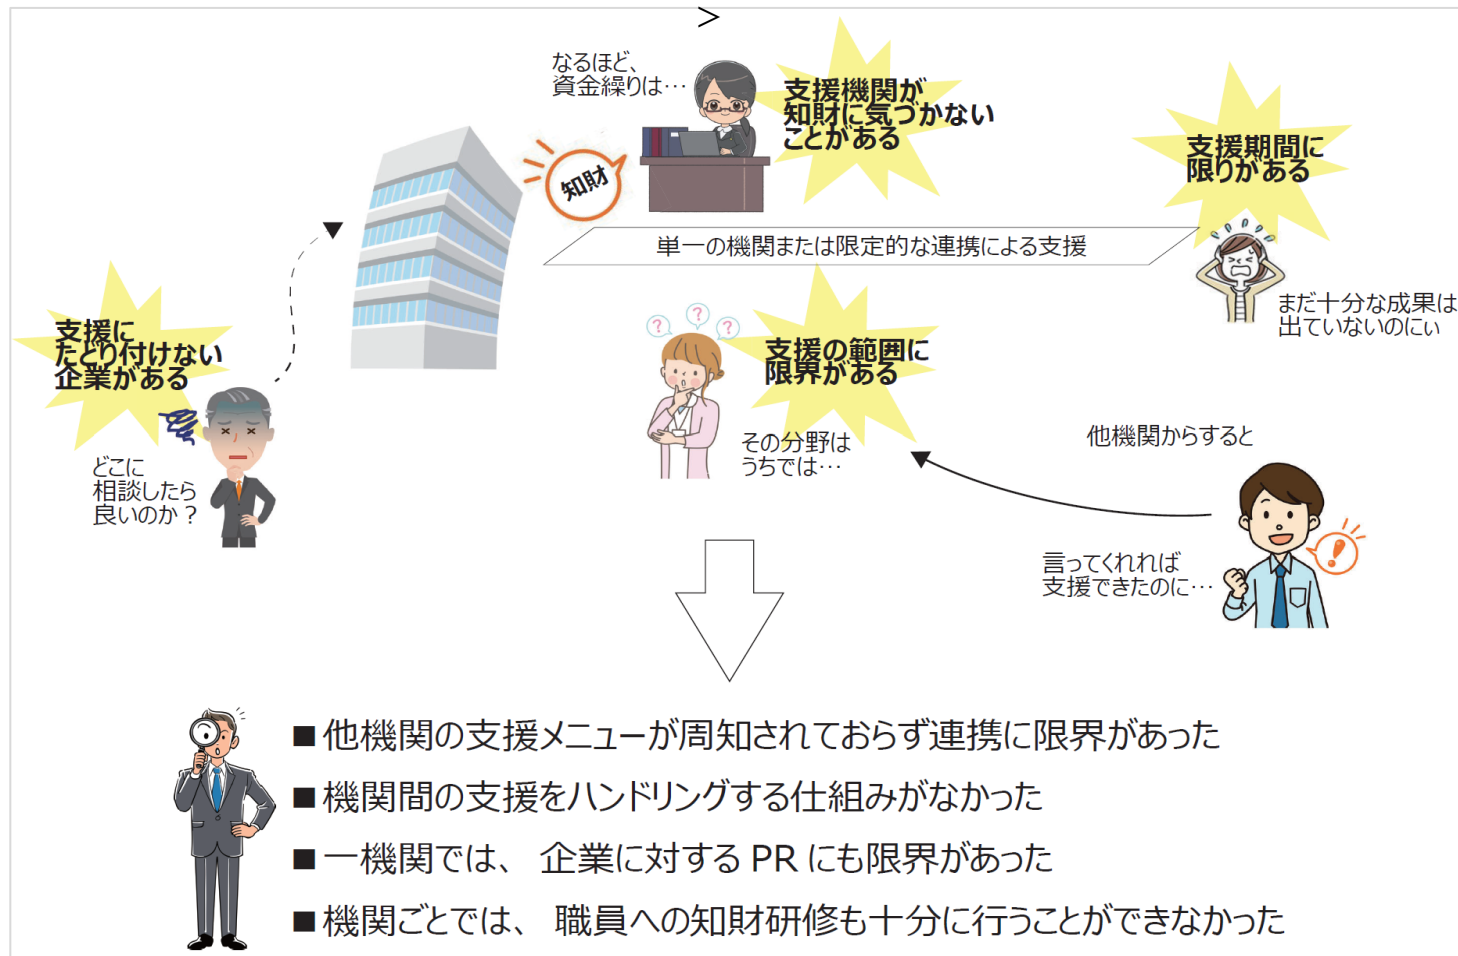 >
なるほど、
資金繰りは…
支援機関が
知財に気づかない
ことがある
知財
支援期間に
限りがある
単一の機関または限定的な連携による支援
まだ十分な成果は
出ていないのにぃ
支援に
たどり付けない
企業がある
どこに
相談したら
良いのか？
? ? ?
支援の範囲に
限界がある
その分野は
うちでは…
他機関からすると
言ってくれれば
支援できたのに…
!
■ 他機関の支援メニューが周知されておらず連携に限界があった
■ 機関間の支援をハンドリングする仕組みがなかった
■ 一機関では、 企業に対する PR にも限界があった
■ 機関ごとでは、 職員への知財研修も十分に行うことができなかった